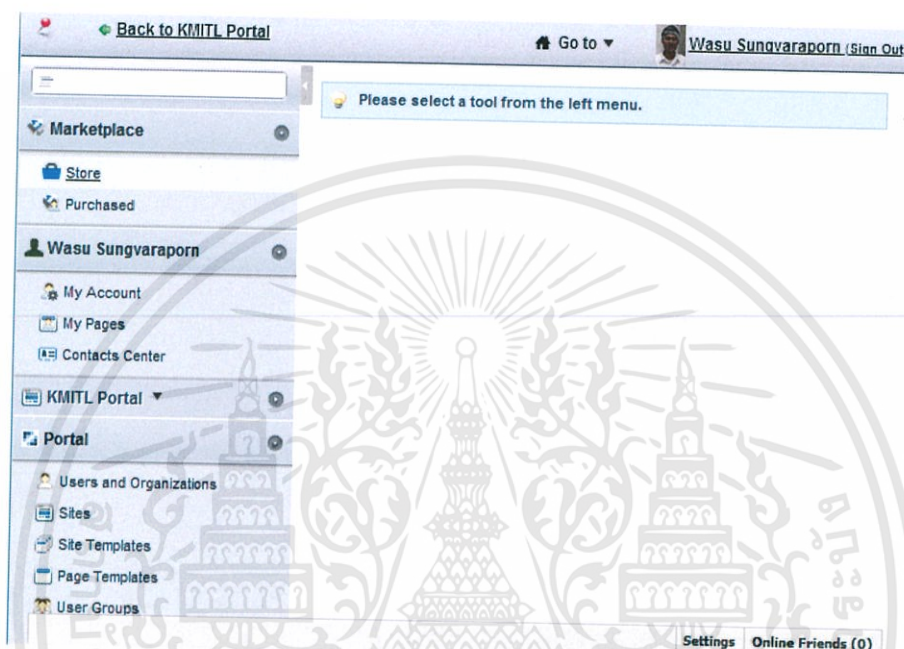 Back to KMITL Portal
Go to
Wasu Sungvaraporn (Sign Out
Please select a tool from the left menu.
Marketplace
Store
Purchased
Wasu Sungvaraporn
My Account
My Pages
Contacts Center
KMITL Portal
Portal
Users and Organizations
Sites
Site Templates
Page Templates
User Groups
Settings
Online Friends (0)